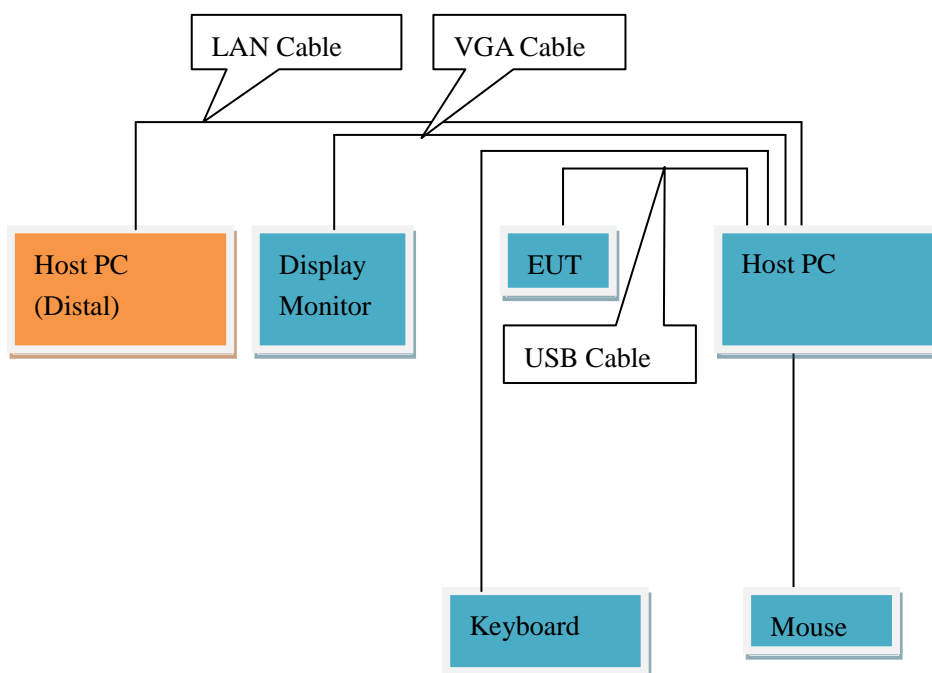 LAN Cable
VGA Cable
Host PC
(Distal)
Display
Monitor
EUT
Host PC
USB Cable
Keyboard
Mouse